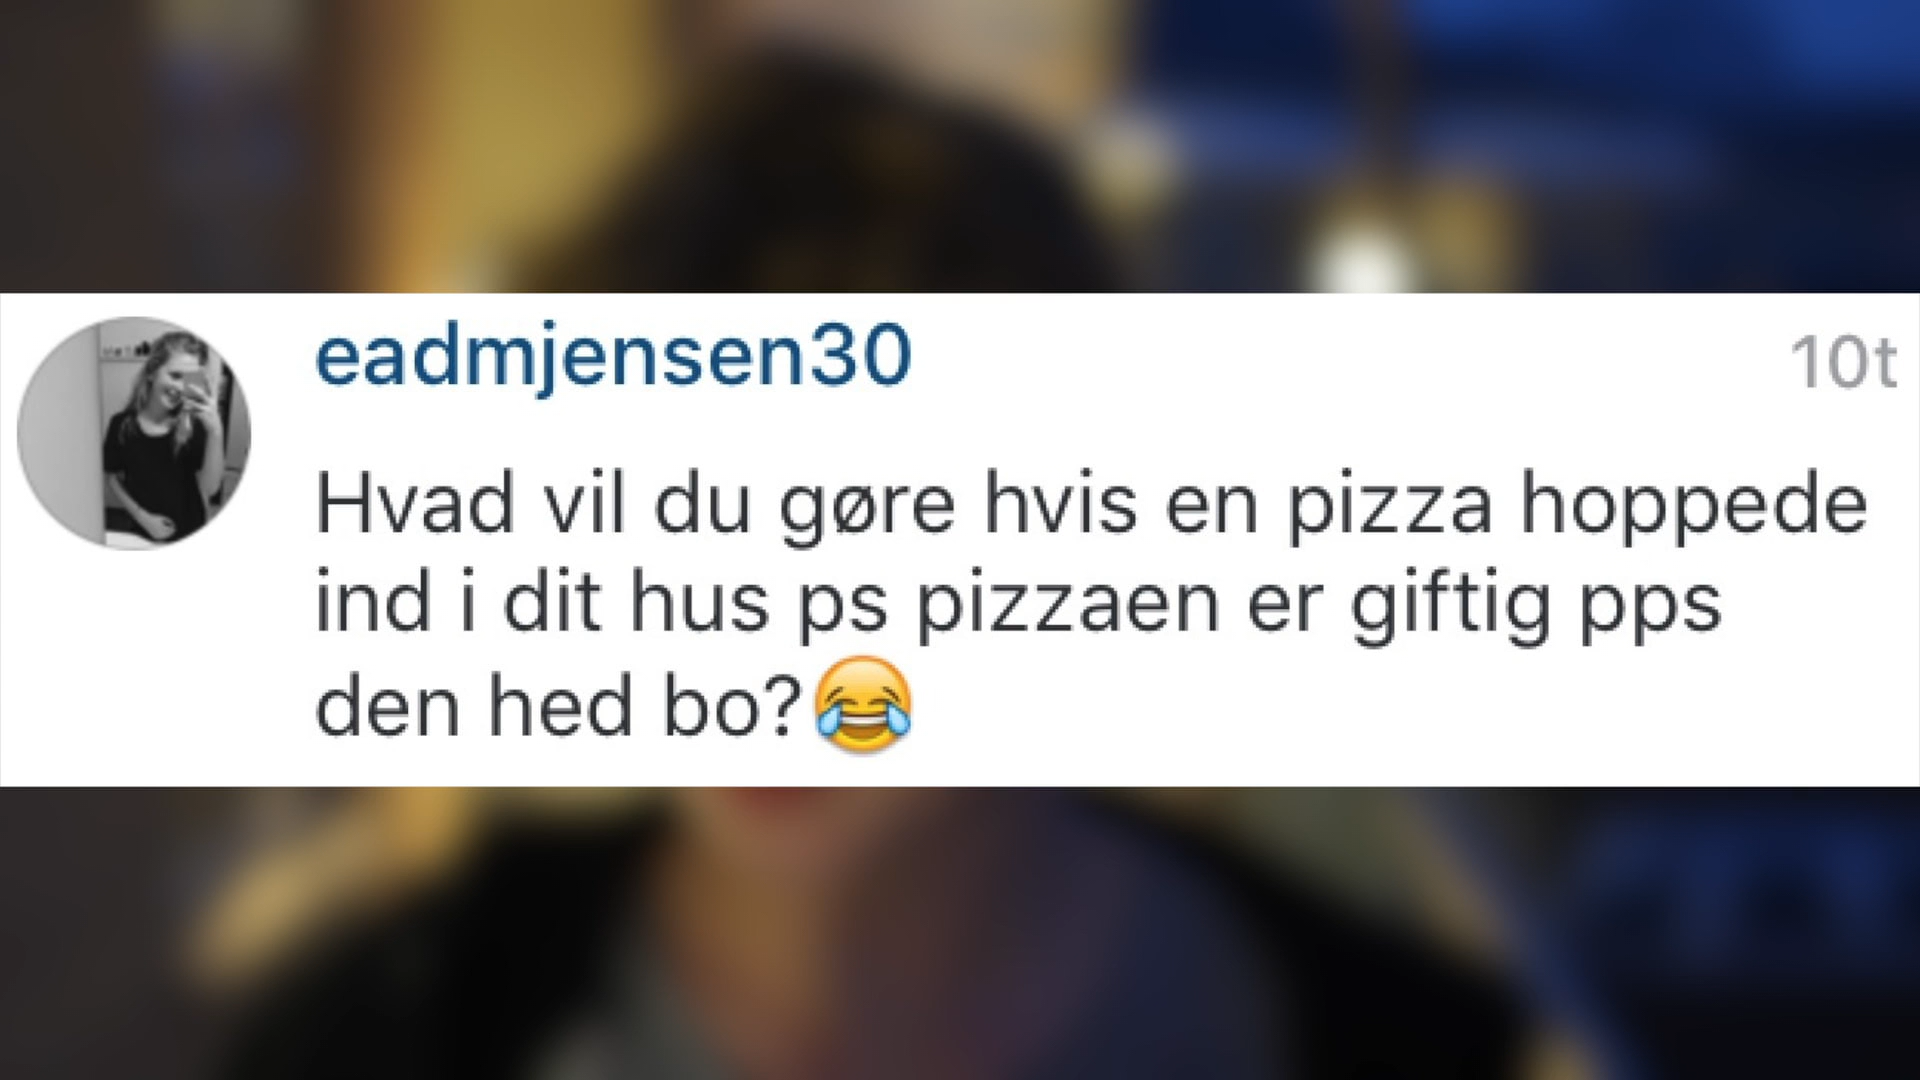 eadmjensen30 10t
Hvad vil du gøre hvis en pizza hoppede
ind i dit hus ps pizzaen er giftig pps
den hed bo?😂